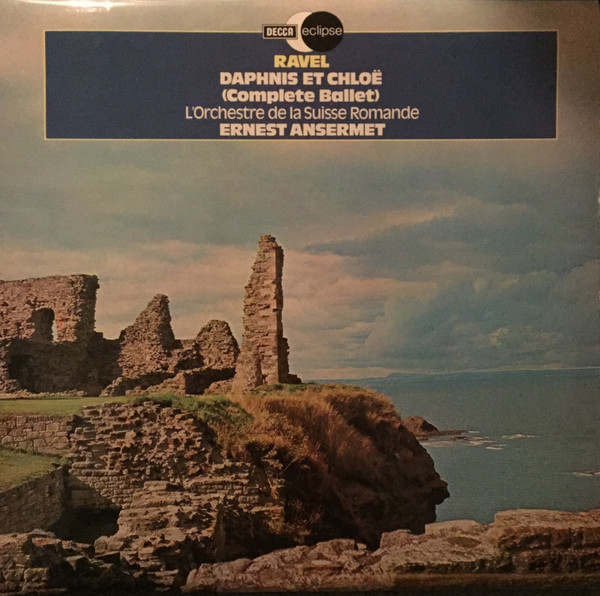 DECCA eclipse
RAVEL
DAPHNIS ET CHLOË
(Complete Ballet)
L'Orchestre de la Suisse Romande
ERNEST ANSERMET